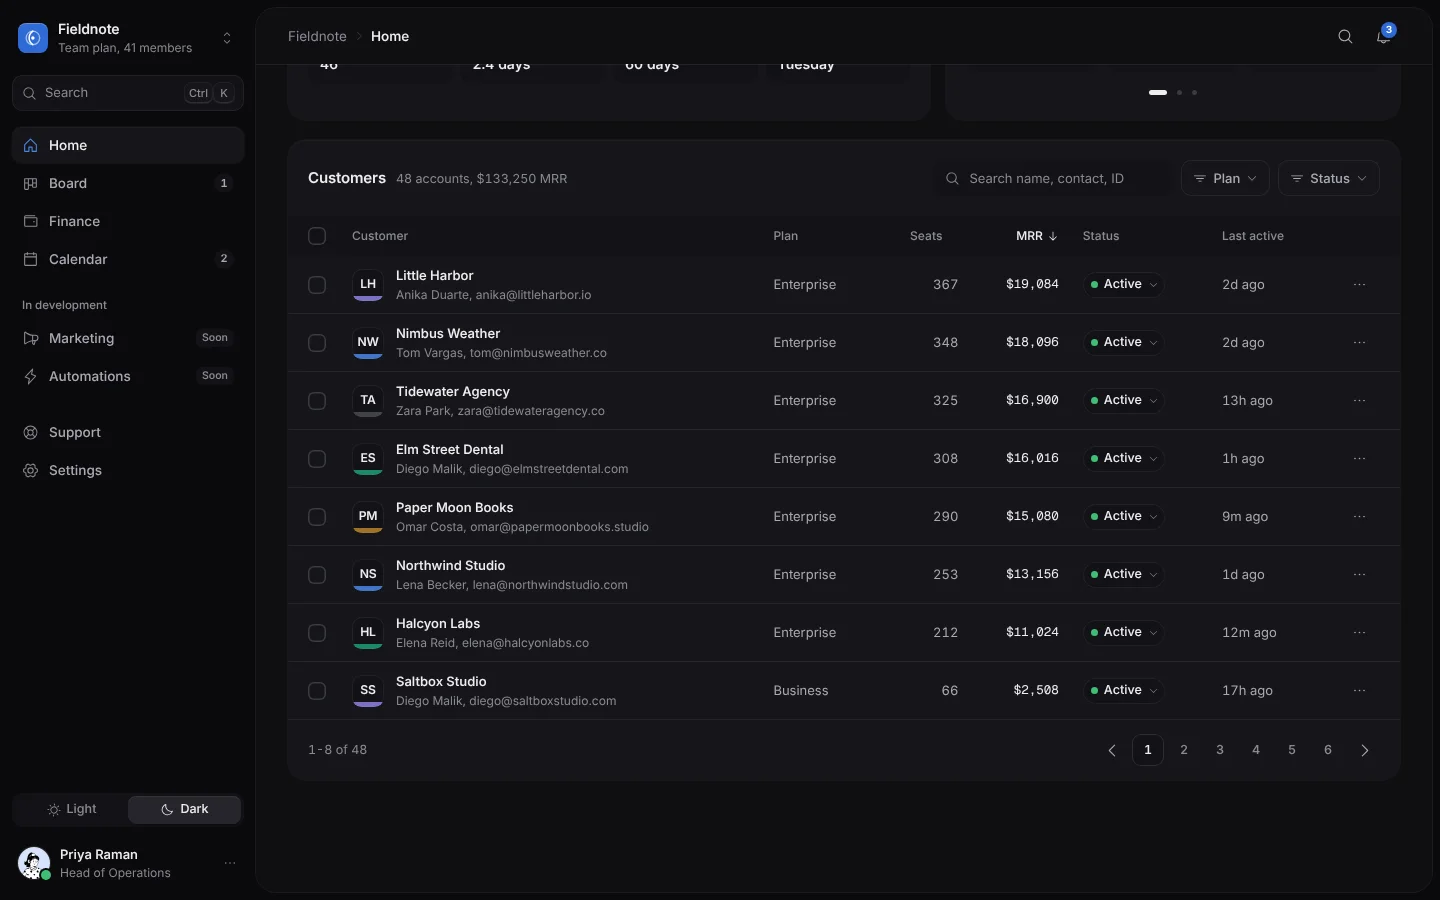 Fieldnote
Team plan, 41 members
Search Ctrl K
Home
Board 1
Finance
Calendar 2
In development
Marketing Soon
Automations Soon
Support
Settings
Light Dark
Priya Raman
Head of Operations
Fieldnote Home
3
46 2.4 days 60 days Tuesday
Customers 48 accounts, $133,250 MRR
Search name, contact, ID Plan Status
Customer Plan Seats MRR ↓ Status Last active
LH Little Harbor Enterprise 367 $19,084 Active 2d ago ...
Anika Duarte, anika@littleharbor.io
NW Nimbus Weather Enterprise 348 $18,096 Active 2d ago ...
Tom Vargas, tom@nimbusweather.co
TA Tidewater Agency Enterprise 325 $16,900 Active 13h ago ...
Zara Park, zara@tidewateragency.co
ES Elm Street Dental Enterprise 308 $16,016 Active 1h ago ...
Diego Malik, diego@elmstreetdental.com
PM Paper Moon Books Enterprise 290 $15,080 Active 9m ago ...
Omar Costa, omar@papermoonbooks.studio
NS Northwind Studio Enterprise 253 $13,156 Active 1d ago ...
Lena Becker, lena@northwindstudio.com
HL Halcyon Labs Enterprise 212 $11,024 Active 12m ago ...
Elena Reid, elena@halcyonlabs.co
SS Saltbox Studio Business 66 $2,508 Active 17h ago ...
Diego Malik, diego@saltboxstudio.com
1-8 of 48 1 2 3 4 5 6